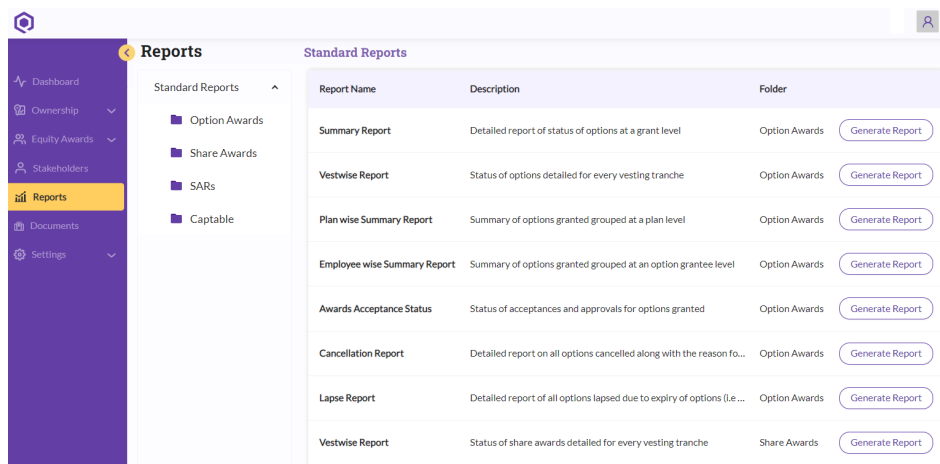 Reports
Standard Reports
Dashboard
Ownership
Equity Awards
Stakeholders
Reports
Documents
Settings
Standard Reports
Option Awards
Share Awards
SARs
Captable
Report Name Description Folder
Summary Report Detailed report of status of options at a grant level Option Awards Generate Report
Vestwise Report Status of options detailed for every vesting tranche Option Awards Generate Report
Plan wise Summary Report Summary of options granted grouped at a plan level Option Awards Generate Report
Employee wise Summary Report Summary of options granted grouped at an option grantee level Option Awards Generate Report
Awards Acceptance Status Status of acceptances and approvals for options granted Option Awards Generate Report
Cancellation Report Detailed report on all options cancelled along with the reason fo... Option Awards Generate Report
Lapse Report Detailed report of all options lapsed due to expiry of options (i.e ... Option Awards Generate Report
Vestwise Report Status of share awards detailed for every vesting tranche Share Awards Generate Report